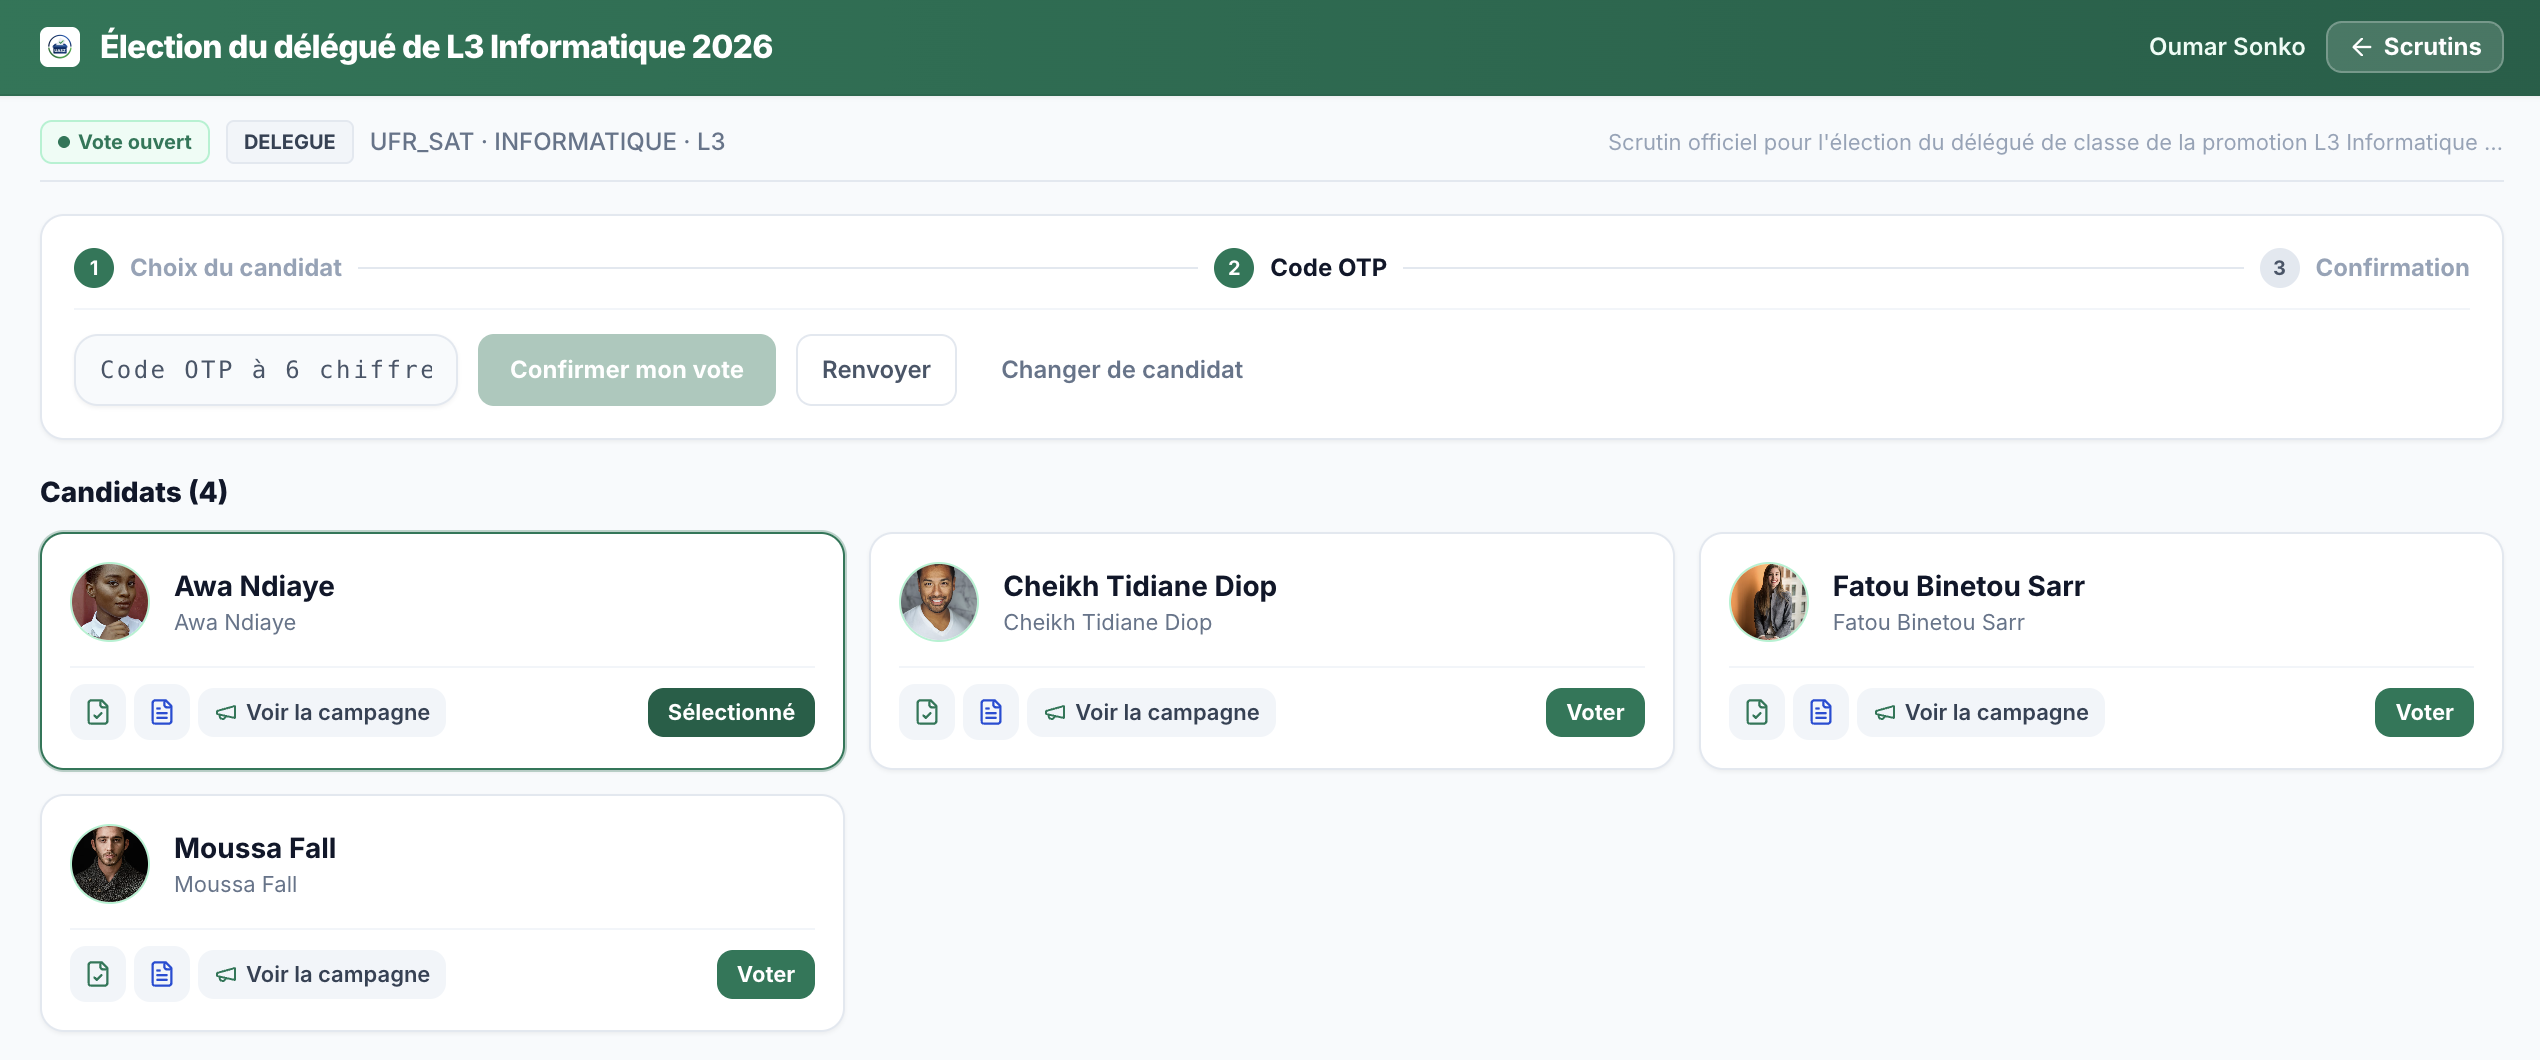 Élection du délégué de L3 Informatique 2026
Oumar Sonko
← Scrutins
Vote ouvert
DELEGUE
UFR_SAT · INFORMATIQUE · L3
Scrutin officiel pour l'élection du délégué de classe de la promotion L3 Informatique ...
1 Choix du candidat
2 Code OTP
3 Confirmation
Code OTP à 6 chiffre
Confirmer mon vote
Renvoyer
Changer de candidat
Candidats (4)
Awa Ndiaye
Awa Ndiaye
Voir la campagne
Sélectionné
Cheikh Tidiane Diop
Cheikh Tidiane Diop
Voir la campagne
Voter
Fatou Binetou Sarr
Fatou Binetou Sarr
Voir la campagne
Voter
Moussa Fall
Moussa Fall
Voir la campagne
Voter